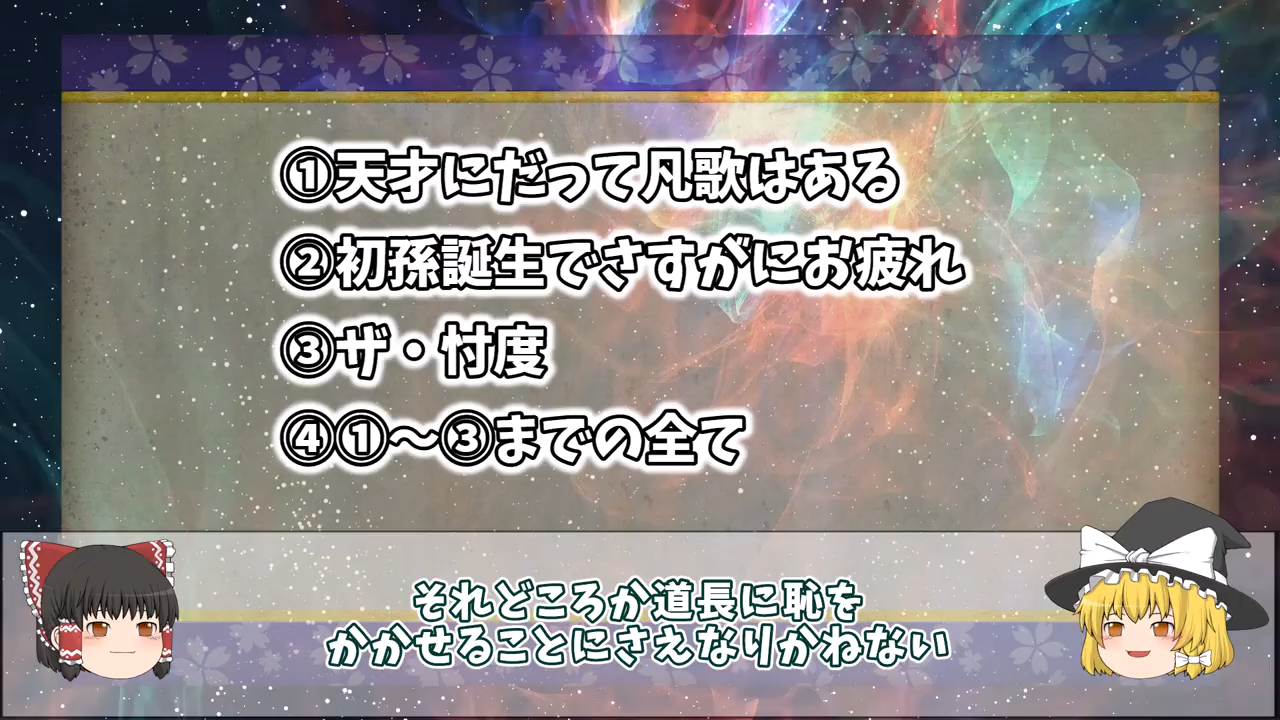 ①天才にだって凡歌はある
②初孫誕生でさすがにお疲れ
③ザ・忖度
④①～③までの全て
それどころか道長に恥を
かかせることにさえなりかねない